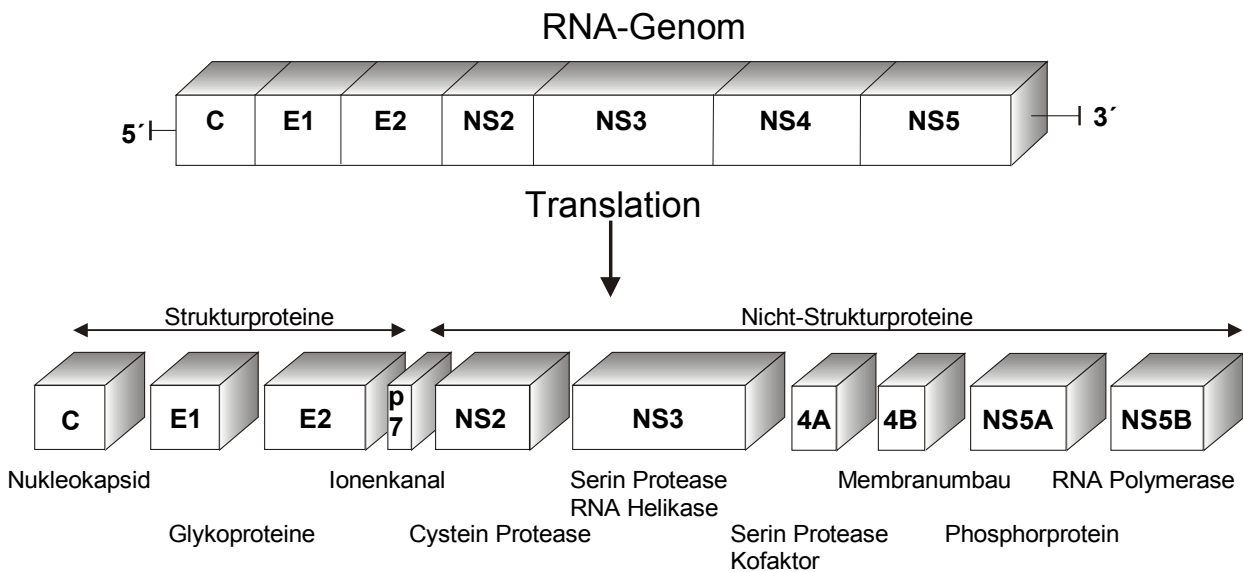 RNA-Genom
5´ C E1 E2 NS2 NS3 NS4 NS5 3´
Translation
Strukturproteine Nicht-Strukturproteine
C E1 E2 p7 NS2 NS3 4A 4B NS5A NS5B
Nukleokapsid Ionenkanal Serin Protease Membranumbau RNA Polymerase
RNA Helikase
Glykoproteine Cystein Protease Serin Protease Phosphorprotein
Kofaktor